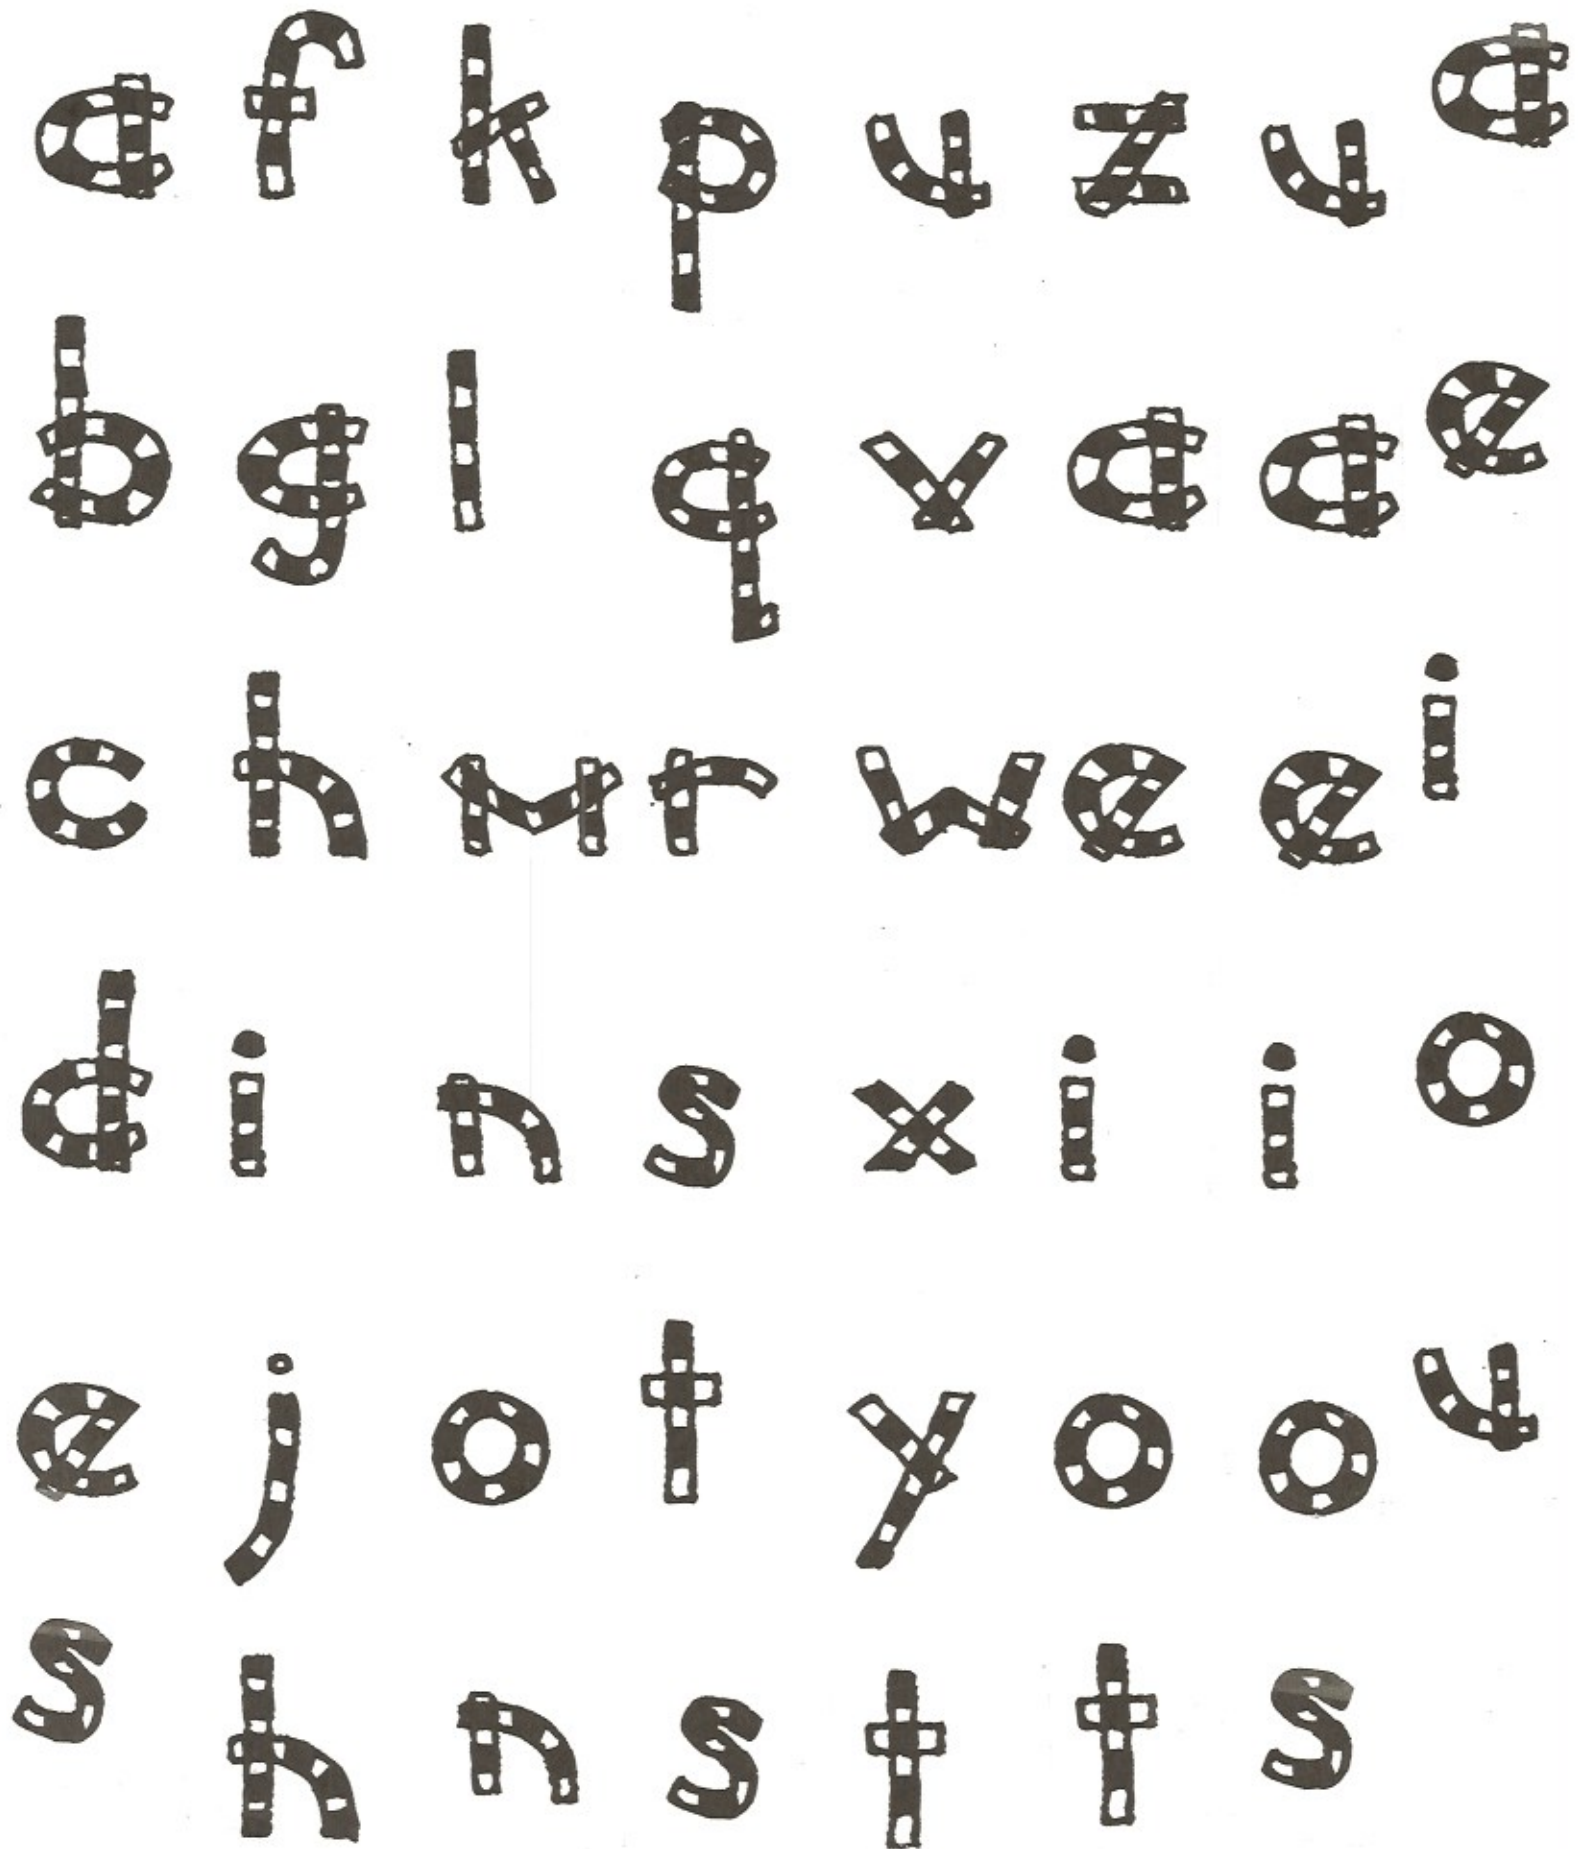 a f k p u z u a
b g l q v a a e
c h m r w e e i
d i n s x i i o
e j o t y o o u
s h n s t t s